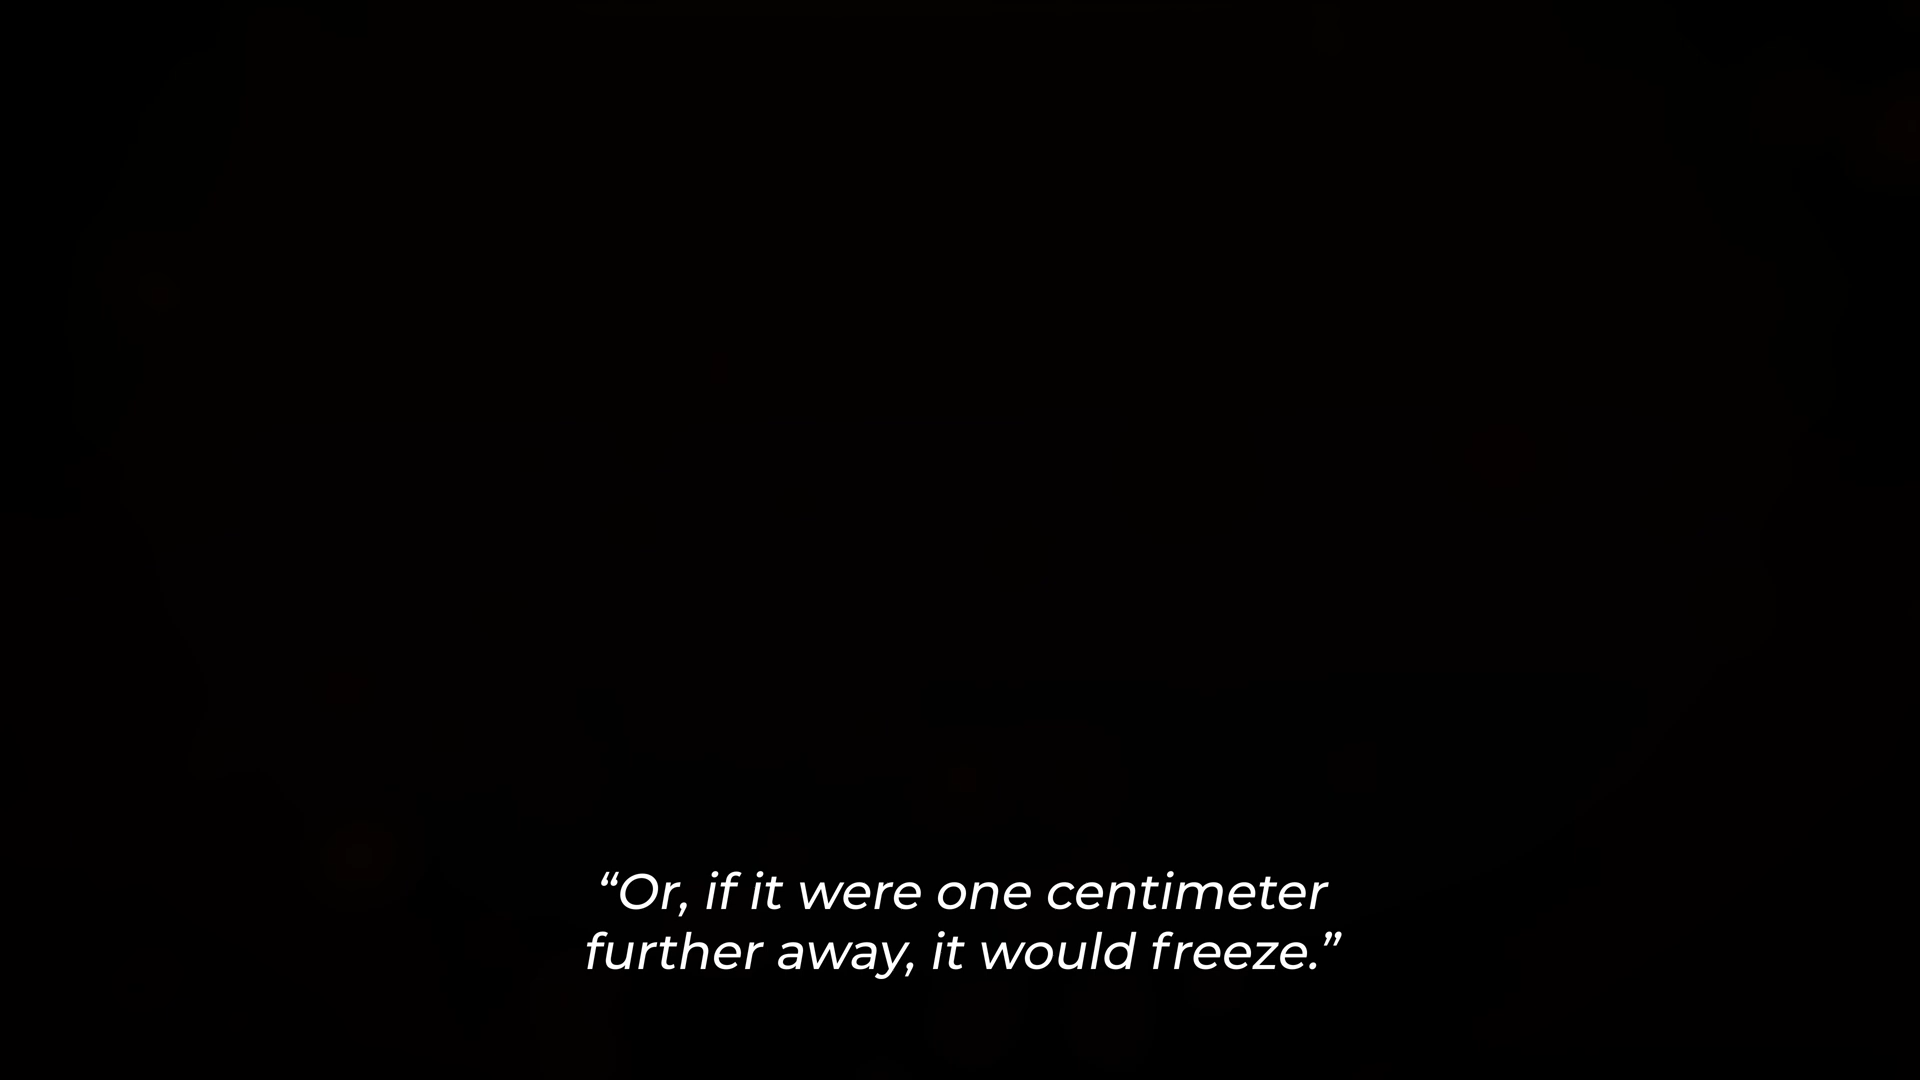 “Or, if it were one centimeter
further away, it would freeze.”